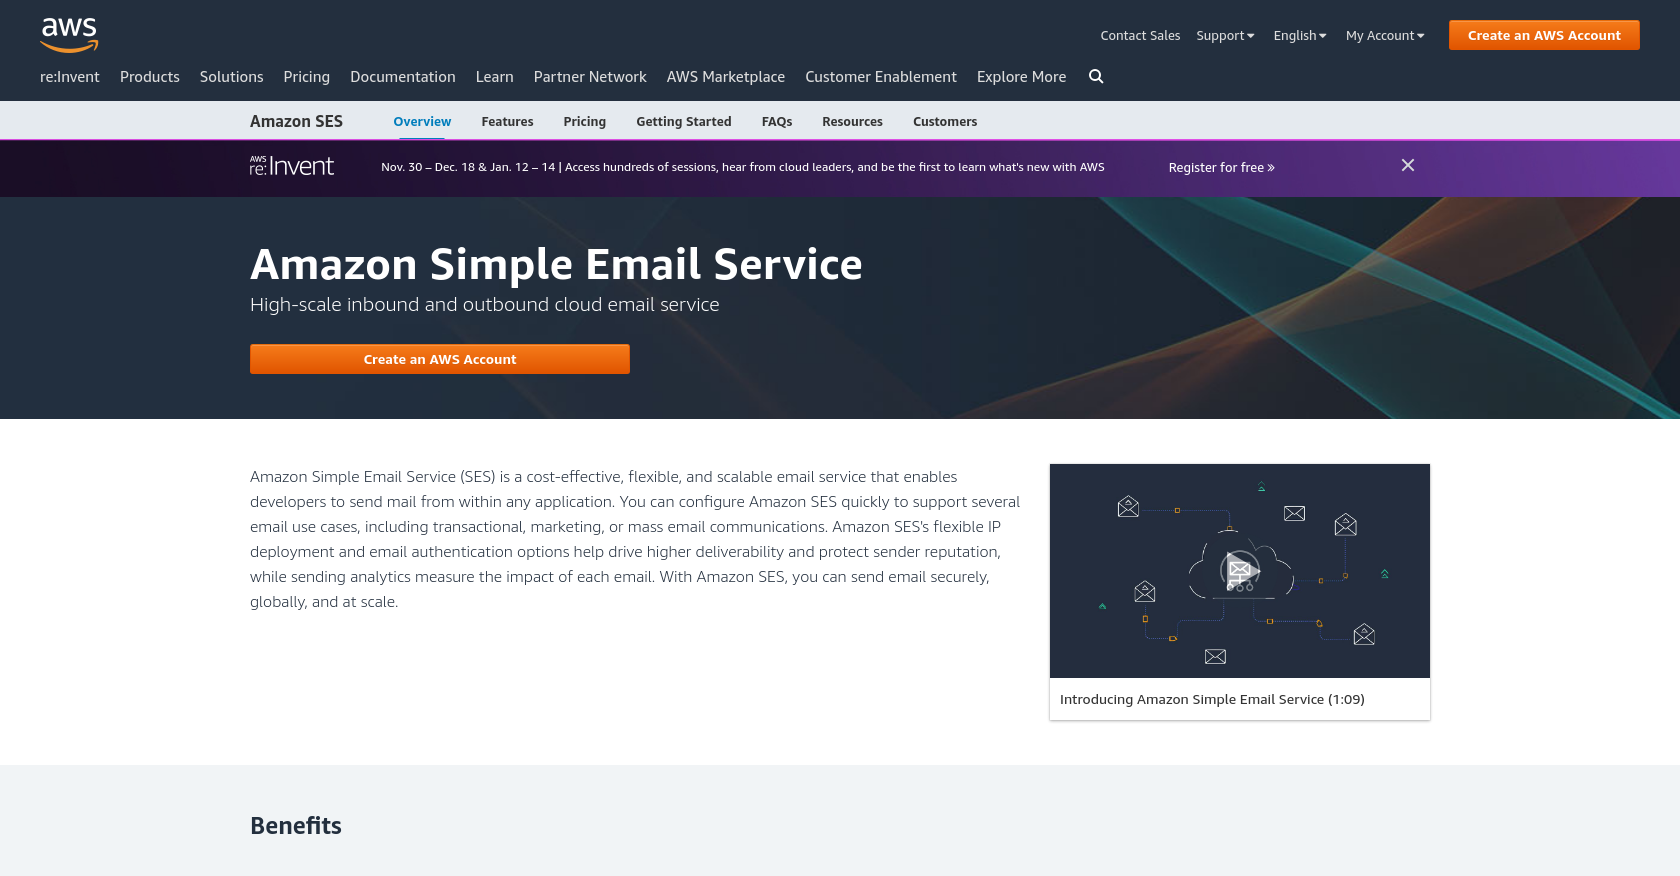 aws
Contact Sales Support English My Account Create an AWS Account
re:Invent Products Solutions Pricing Documentation Learn Partner Network AWS Marketplace Customer Enablement Explore More
Amazon SES Overview Features Pricing Getting Started FAQs Resources Customers
AWS
re:Invent Nov. 30 – Dec. 18 & Jan. 12 – 14 | Access hundreds of sessions, hear from cloud leaders, and be the first to learn what's new with AWS Register for free »
Amazon Simple Email Service
High-scale inbound and outbound cloud email service
Create an AWS Account
Amazon Simple Email Service (SES) is a cost-effective, flexible, and scalable email service that enables
developers to send mail from within any application. You can configure Amazon SES quickly to support several
email use cases, including transactional, marketing, or mass email communications. Amazon SES's flexible IP
deployment and email authentication options help drive higher deliverability and protect sender reputation,
while sending analytics measure the impact of each email. With Amazon SES, you can send email securely,
globally, and at scale.
Introducing Amazon Simple Email Service (1:09)
Benefits